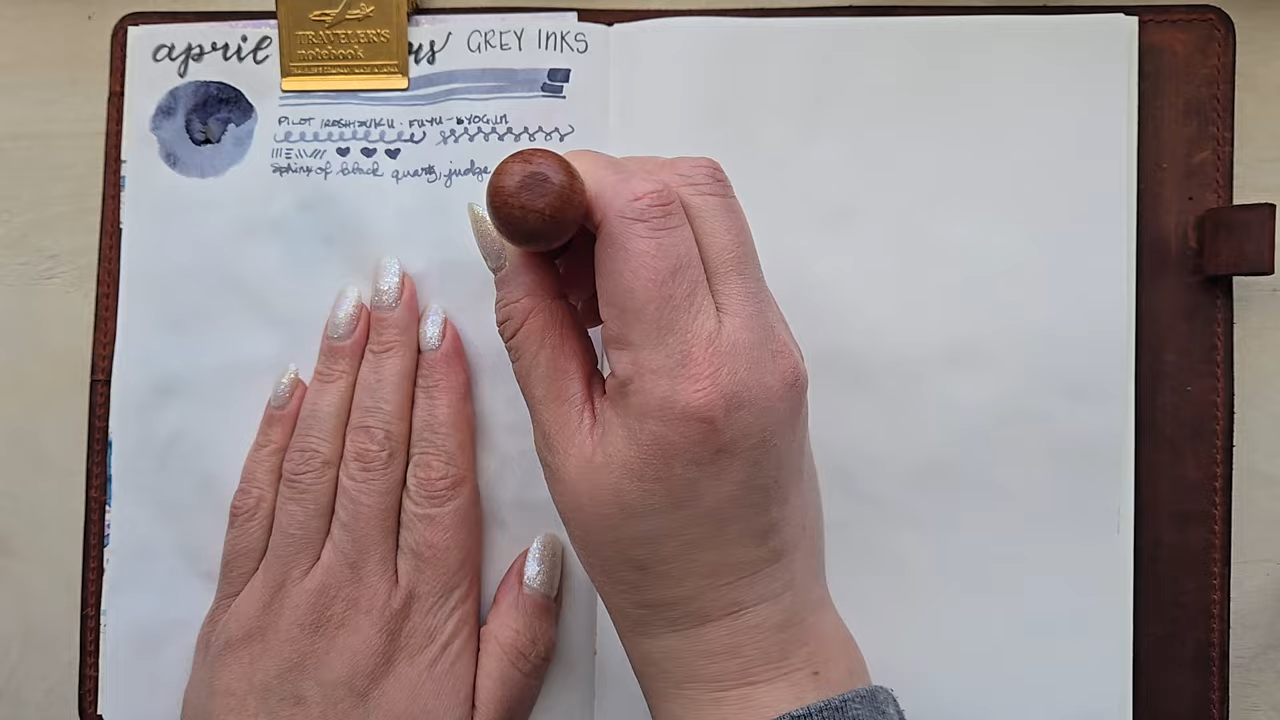 april GREY INKS
TRAVELER'S
notebook
PILOT IROSHIZUKU - FUYU-SYOGUN
Sphinx of black quartz, judge